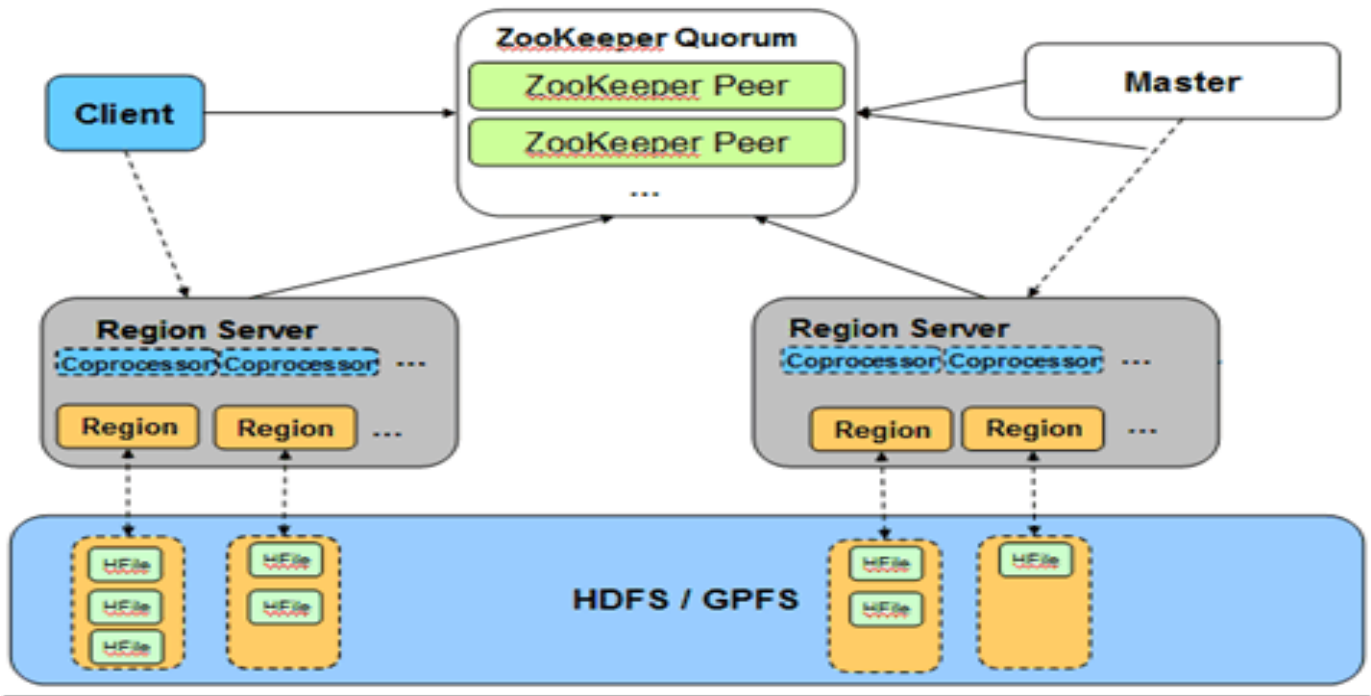 ZooKeeper Quorum
ZooKeeper Peer
Master
Client
ZooKeeper Peer
...
Region Server
Coprocessor Coprocessor ...
Region Region ...
Region Server
Coprocessor Coprocessor ...
Region Region ...
HFile
HFile
HFile
HFile
HFile
HDFS / GPFS
HFile
HFile
HFile